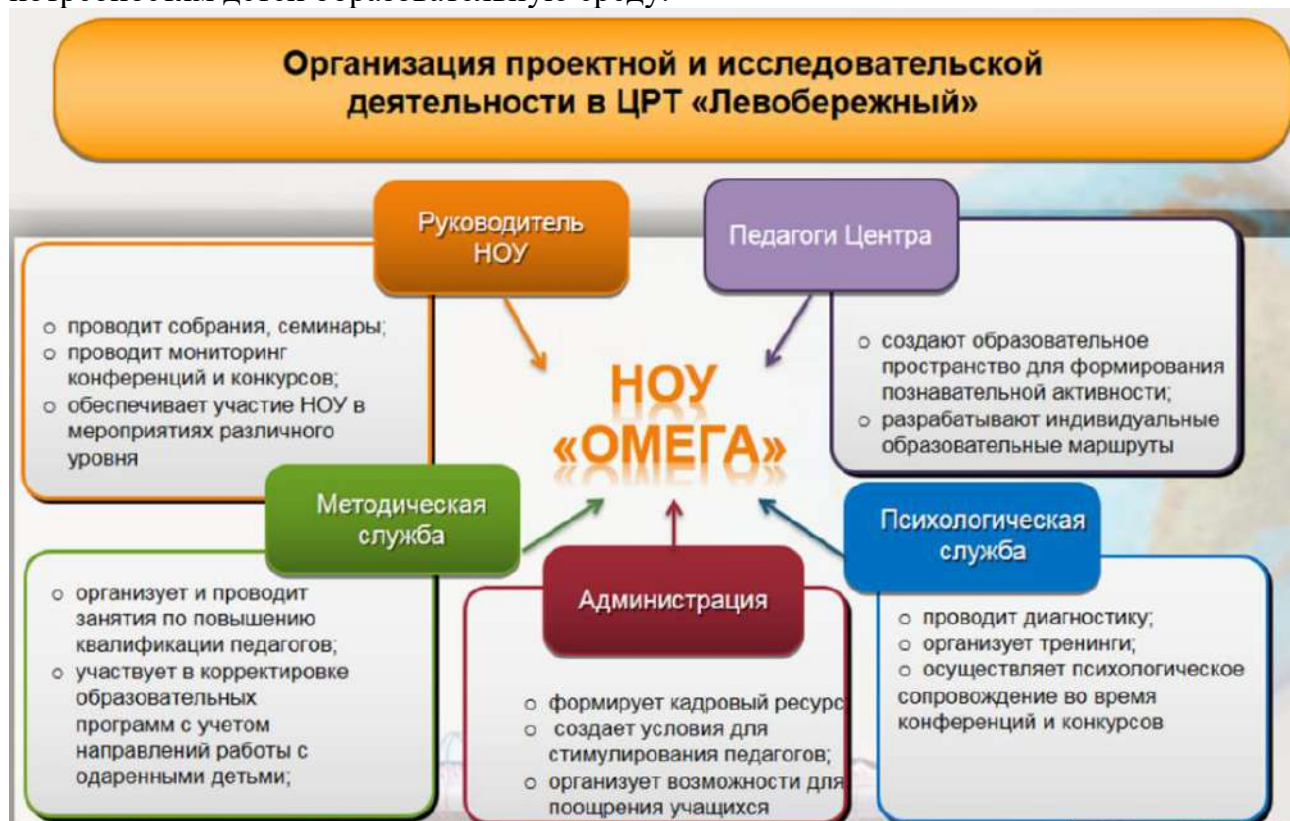 Организация проектной и исследовательской
деятельности в ЦРТ «Левобережный»
Руководитель
НОУ
○ проводит собрания, семинары;
○ проводит мониторинг
конференций и конкурсов;
○ обеспечивает участие НОУ в
мероприятиях различного
уровня
Педагоги Центра
○ создают образовательное
пространство для формирования
познавательной активности;
○ разрабатывают индивидуальные
образовательные маршруты
НОУ
«ОМЕГА»
Методическая
служба
○ организует и проводит
занятия по повышению
квалификации педагогов;
○ участвует в корректировке
образовательных
программ с учетом
направлений работы с
одаренными детьми;
Администрация
○ формирует кадровый ресурс
○ создает условия для
стимулирования педагогов;
○ организует возможности для
поощрения учащихся
Психологическая
служба
○ проводит диагностику;
○ организует тренинги;
○ осуществляет психологическое
сопровождение во время
конференций и конкурсов